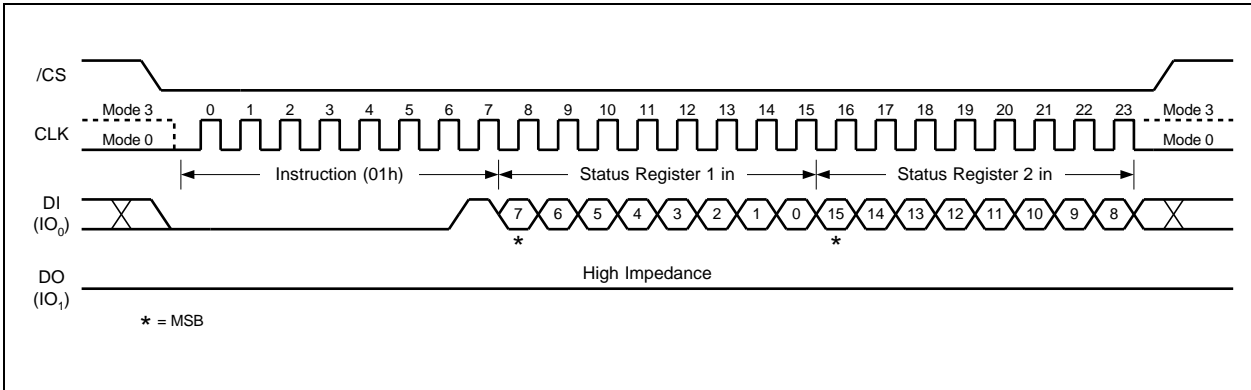 /CS
Mode 3 0 1 2 3 4 5 6 7 8 9 10 11 12 13 14 15 16 17 18 19 20 21 22 23 Mode 3
CLK
Mode 0 Mode 0
Instruction (01h) Status Register 1 in Status Register 2 in
DI
(IO0)
7 6 5 4 3 2 1 0 15 14 13 12 11 10 9 8
* *
High Impedance
DO
(IO1)
* = MSB